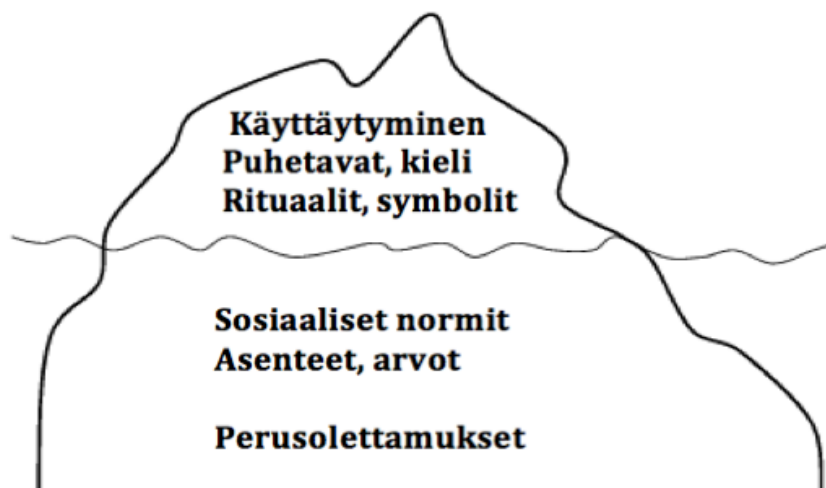 Käyttäytyminen
Puhetavat, kieli
Rituaalit, symbolit
Sosiaaliset normit
Asenteet, arvot
Perusolettamukset